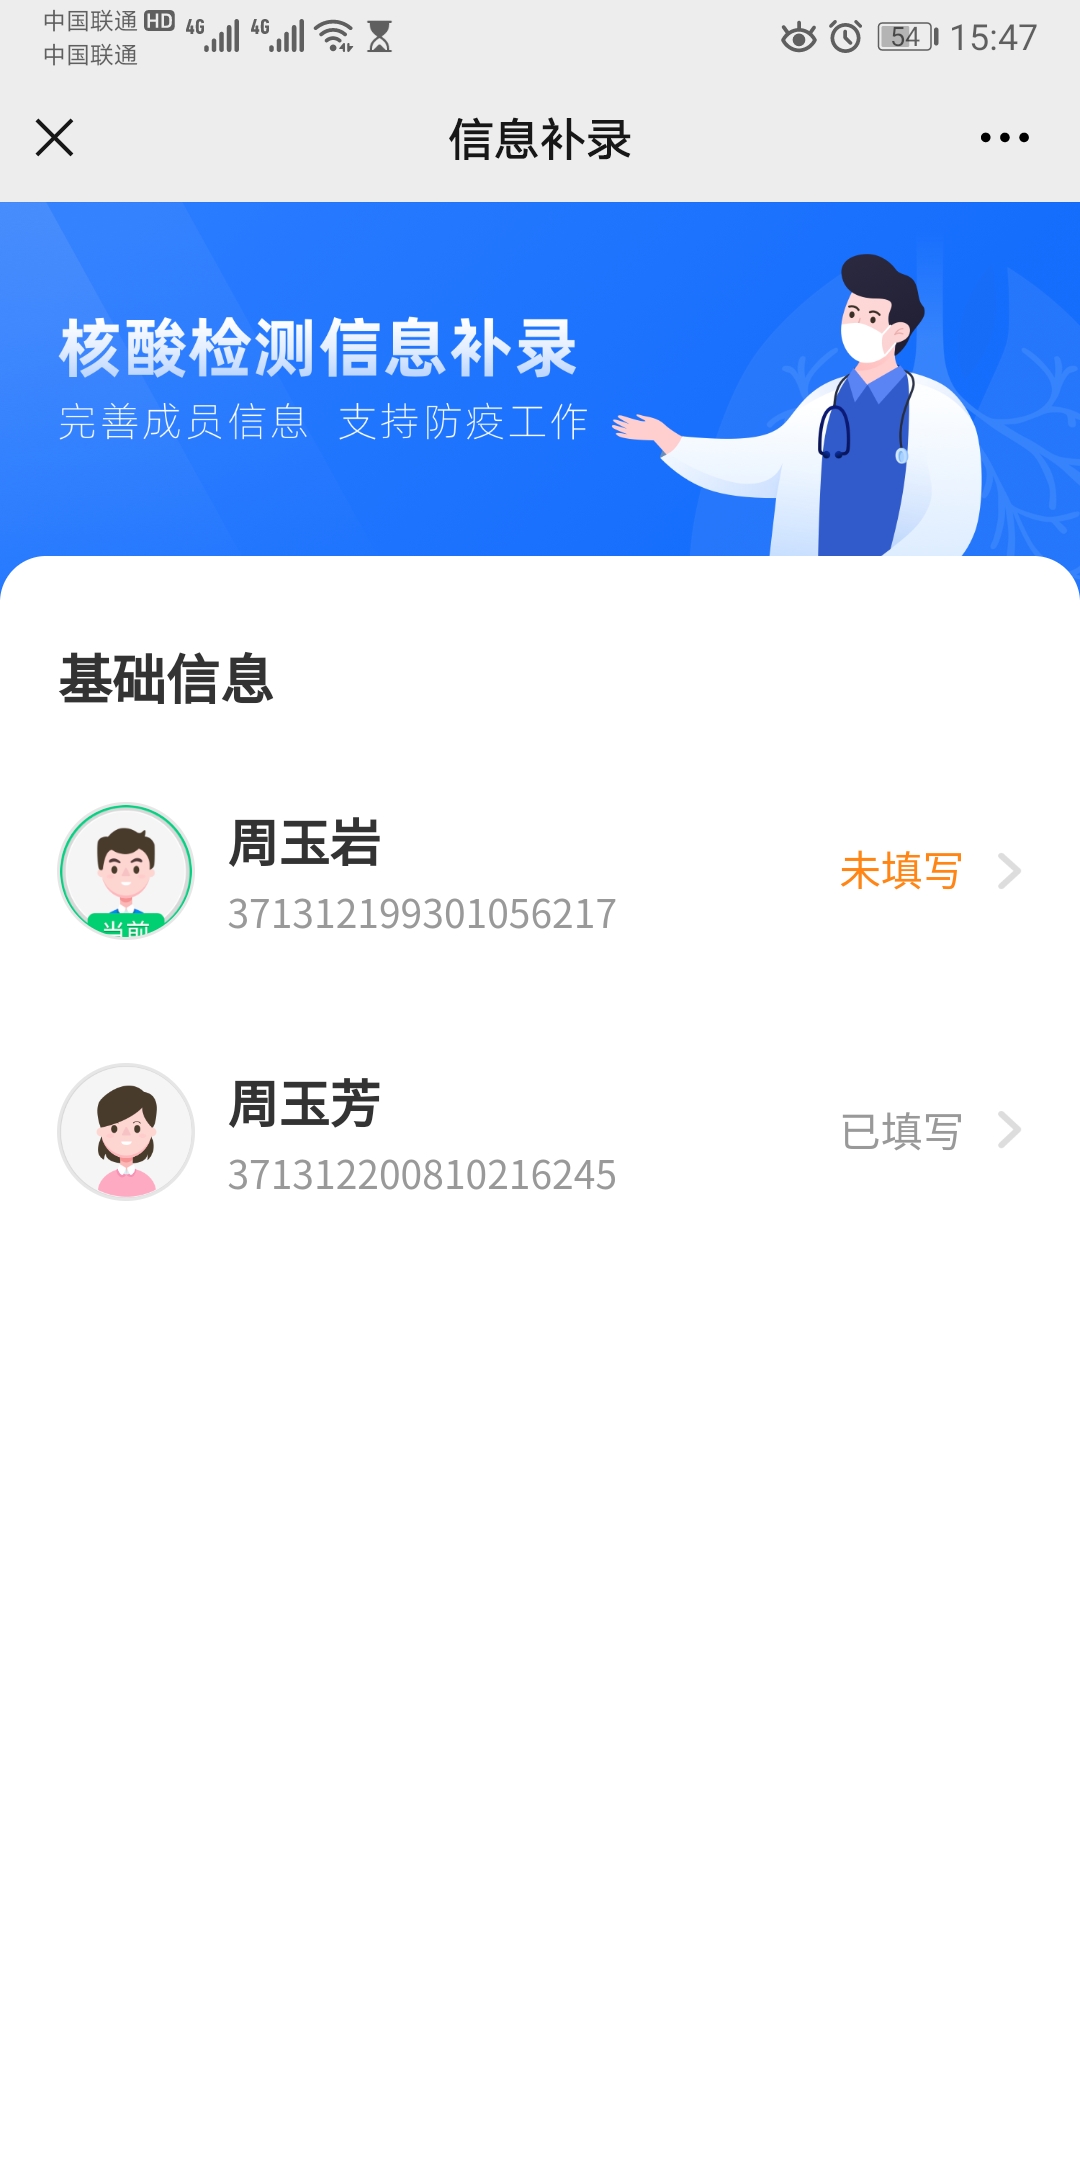 中国联通 HD 4G 4G
中国联通
54 15:47
信息补录
核酸检测信息补录
完善成员信息 支持防疫工作
基础信息
周玉岩
371312199301056217
未填写
当前
周玉芳
371312200810216245
已填写